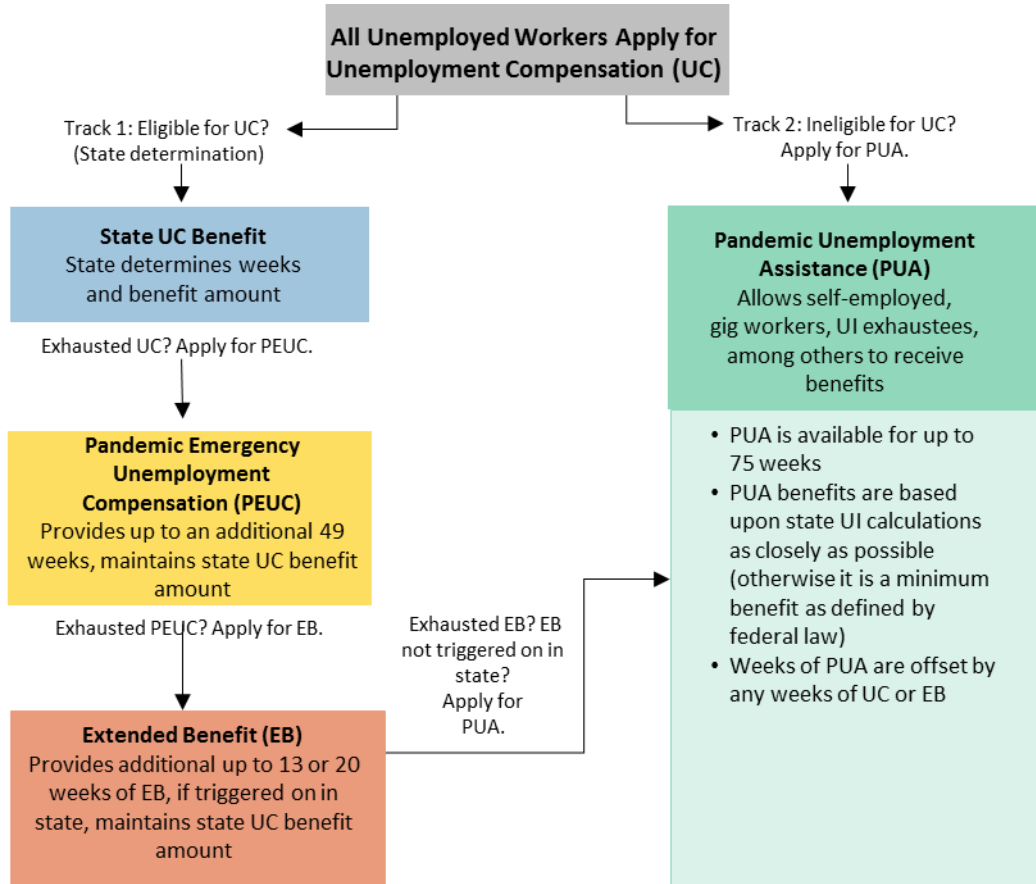 All Unemployed Workers Apply for
Unemployment Compensation (UC)
Track 1: Eligible for UC?
(State determination)
Track 2: Ineligible for UC?
Apply for PUA.
State UC Benefit
State determines weeks
and benefit amount
Exhausted UC? Apply for PEUC.
Pandemic Emergency
Unemployment
Compensation (PEUC)
Provides up to an additional 49
weeks, maintains state UC benefit
amount
Exhausted PEUC? Apply for EB.
Extended Benefit (EB)
Provides additional up to 13 or 20
weeks of EB, if triggered on in
state, maintains state UC benefit
amount
Exhausted EB? EB
not triggered on in
state?
Apply for
PUA.
Pandemic Unemployment
Assistance (PUA)
Allows self-employed,
gig workers, UI exhaustees,
among others to receive
benefits
• PUA is available for up to
75 weeks
• PUA benefits are based
upon state UI calculations
as closely as possible
(otherwise it is a minimum
benefit as defined by
federal law)
• Weeks of PUA are offset by
any weeks of UC or EB